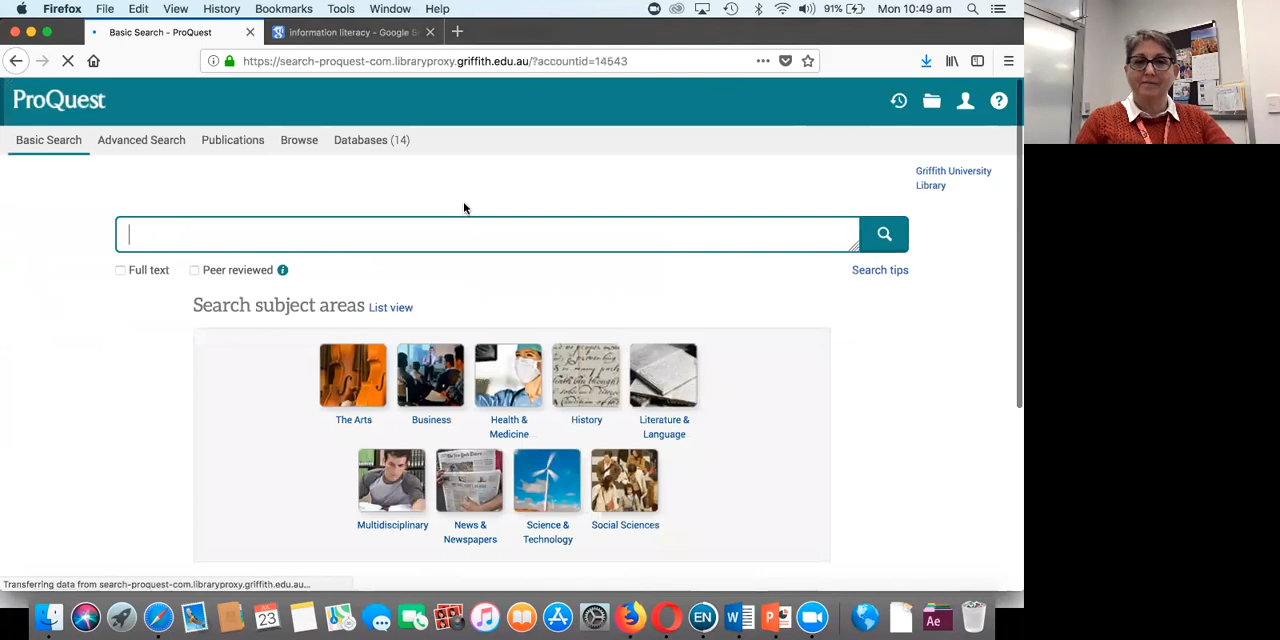 Firefox File Edit View History Bookmarks Tools Window Help 91% Mon 10:49 am
Basic Search - ProQuest information literacy - Google S
https://search-proquest-com.libraryproxy.griffith.edu.au/?accountid=14543
ProQuest
Basic Search Advanced Search Publications Browse Databases (14)
Griffith University
Library
Full text Peer reviewed Search tips
Search subject areas List view
The Arts Business Health &
Medicine History Literature &
Language
Multidisciplinary News &
Newspapers Science &
Technology Social Sciences
Transferring data from search-proquest-com.libraryproxy.griffith.edu.au...
JUL
23
EN
W
P
Ae